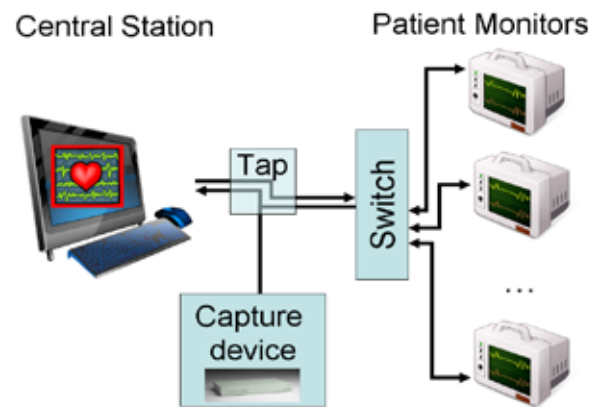 Central Station
Patient Monitors
Tap
Switch
Capture
device
...